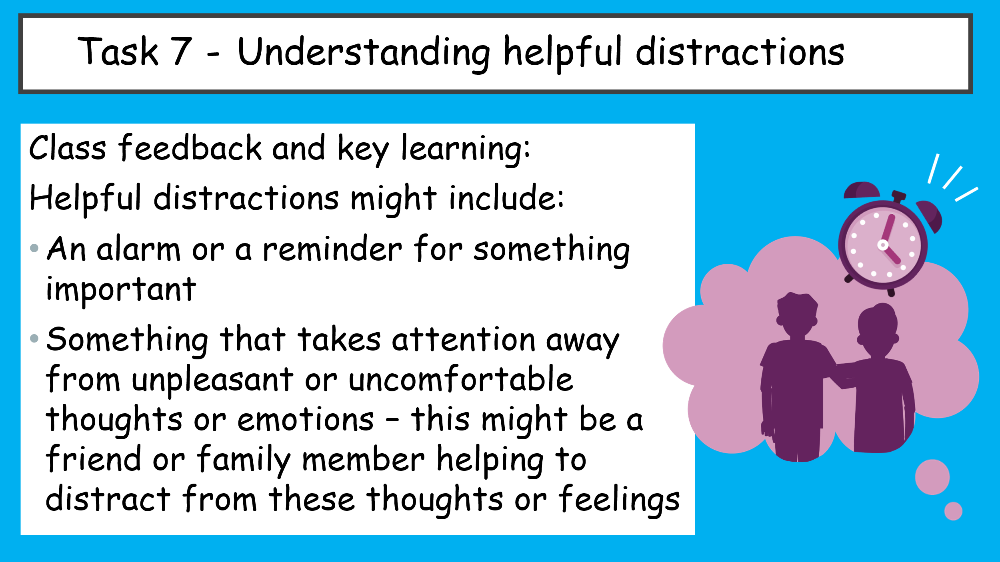 Task 7 - Understanding helpful distractions
Class feedback and key learning:
Helpful distractions might include:
• An alarm or a reminder for something
important
• Something that takes attention away
from unpleasant or uncomfortable
thoughts or emotions - this might be a
friend or family member helping to
distract from these thoughts or feelings